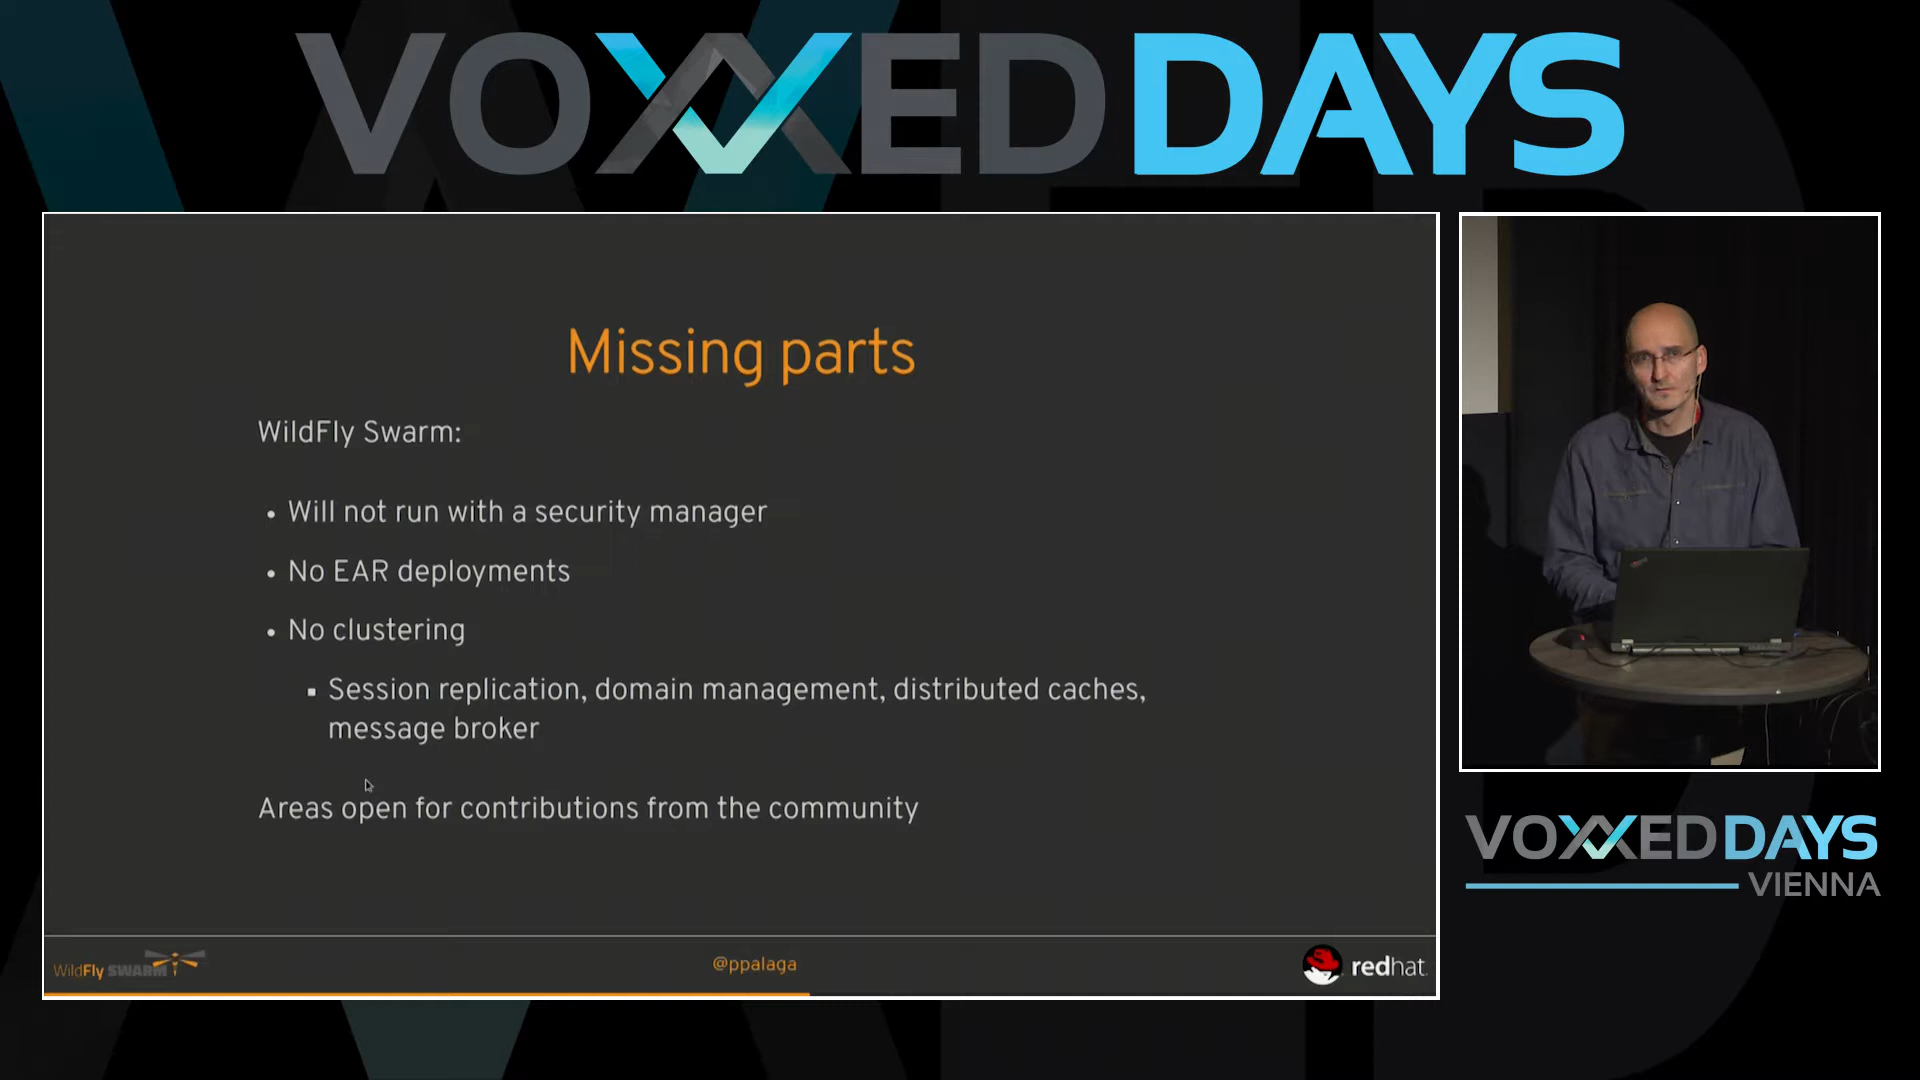 VOXXED DAYS
Missing parts
WildFly Swarm:
• Will not run with a security manager
• No EAR deployments
• No clustering
▪ Session replication, domain management, distributed caches,
message broker
Areas open for contributions from the community
WildFly SWARM
@ppalaga
redhat.
VOXXED DAYS
VIENNA